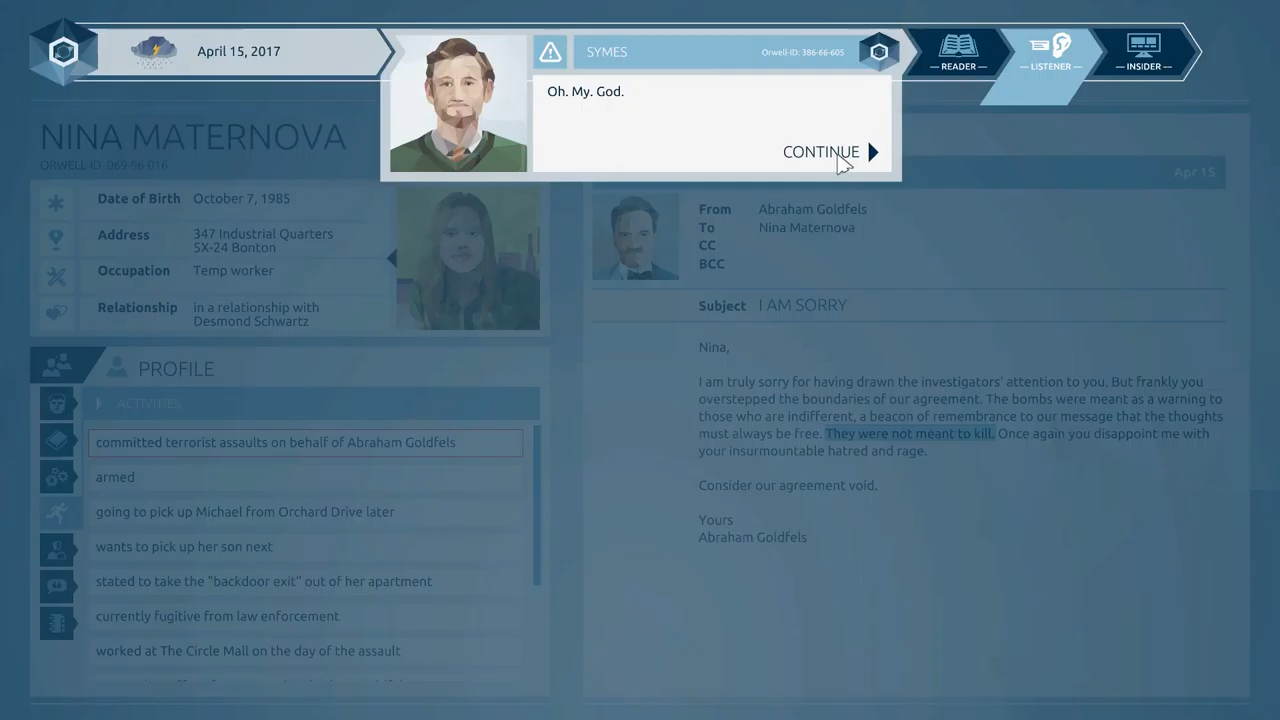 April 15, 2017
SYMES
Orwell-ID: 386-66-605
Oh. My. God.
CONTINUE
— READER —
— LISTENER —
— INSIDER —
NINA MATERNOVA
ORWELL-ID 069-86-016
Date of Birth October 7, 1985
Address 347 Industrial Quarters
5X-24 Bonton
Occupation Temp worker
Relationship in a relationship with
Desmond Schwartz
PROFILE
ACTIVITIES
committed terrorist assaults on behalf of Abraham Goldfels
armed
going to pick up Michael from Orchard Drive later
wants to pick up her son next
stated to take the "backdoor exit" out of her apartment
currently fugitive from law enforcement
worked at The Circle Mall on the day of the assault
Apr 15
From Abraham Goldfels
To Nina Maternova
CC
BCC
Subject I AM SORRY
Nina,
I am truly sorry for having drawn the investigators' attention to you. But frankly you
overstepped the boundaries of our agreement. The bombs were meant as a warning to
those who are indifferent, a beacon of remembrance to our message that the thoughts
must always be free. They were not meant to kill. Once again you disappoint me with
your insurmountable hatred and rage.
Consider our agreement void.
Yours
Abraham Goldfels